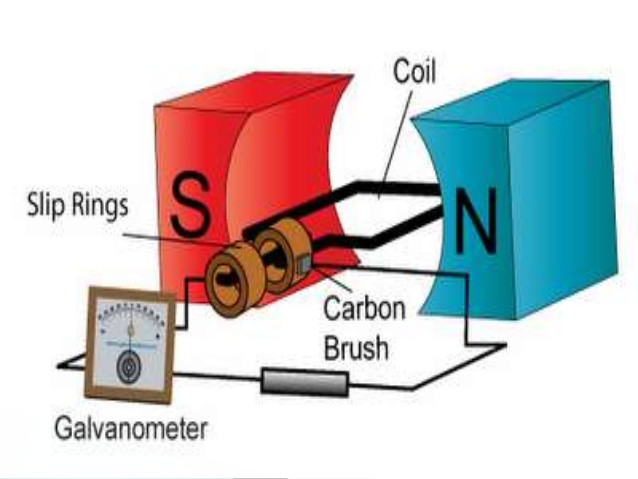 Coil
S
N
Slip Rings
Carbon
Brush
Galvanometer